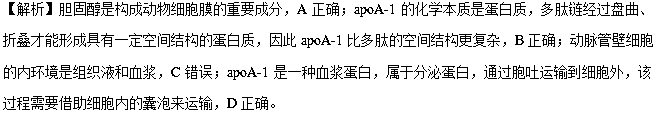 【解析】胆固醇是构成动物细胞膜的重要成分，A 正确；apoA-1 的化学本质是蛋白质，多肽链经过盘曲、
折叠才能形成具有一定空间结构的蛋白质，因此 apoA-1 比多肽的空间结构更复杂，B 正确；动脉管壁细胞
的内环境是组织液和血浆，C 错误；apoA-1 是一种血浆蛋白，属于分泌蛋白，通过胞吐运输到细胞外，该
过程需要借助细胞内的囊泡来运输，D 正确。